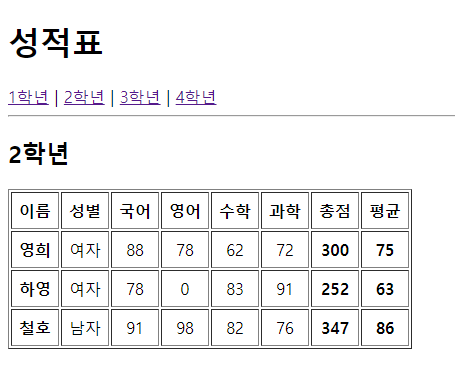 성적표
1학년 | 2학년 | 3학년 | 4학년
2학년
이름 성별 국어 영어 수학 과학 총점 평균
영희 여자 88 78 62 72 300 75
하영 여자 78 0 83 91 252 63
철호 남자 91 98 82 76 347 86